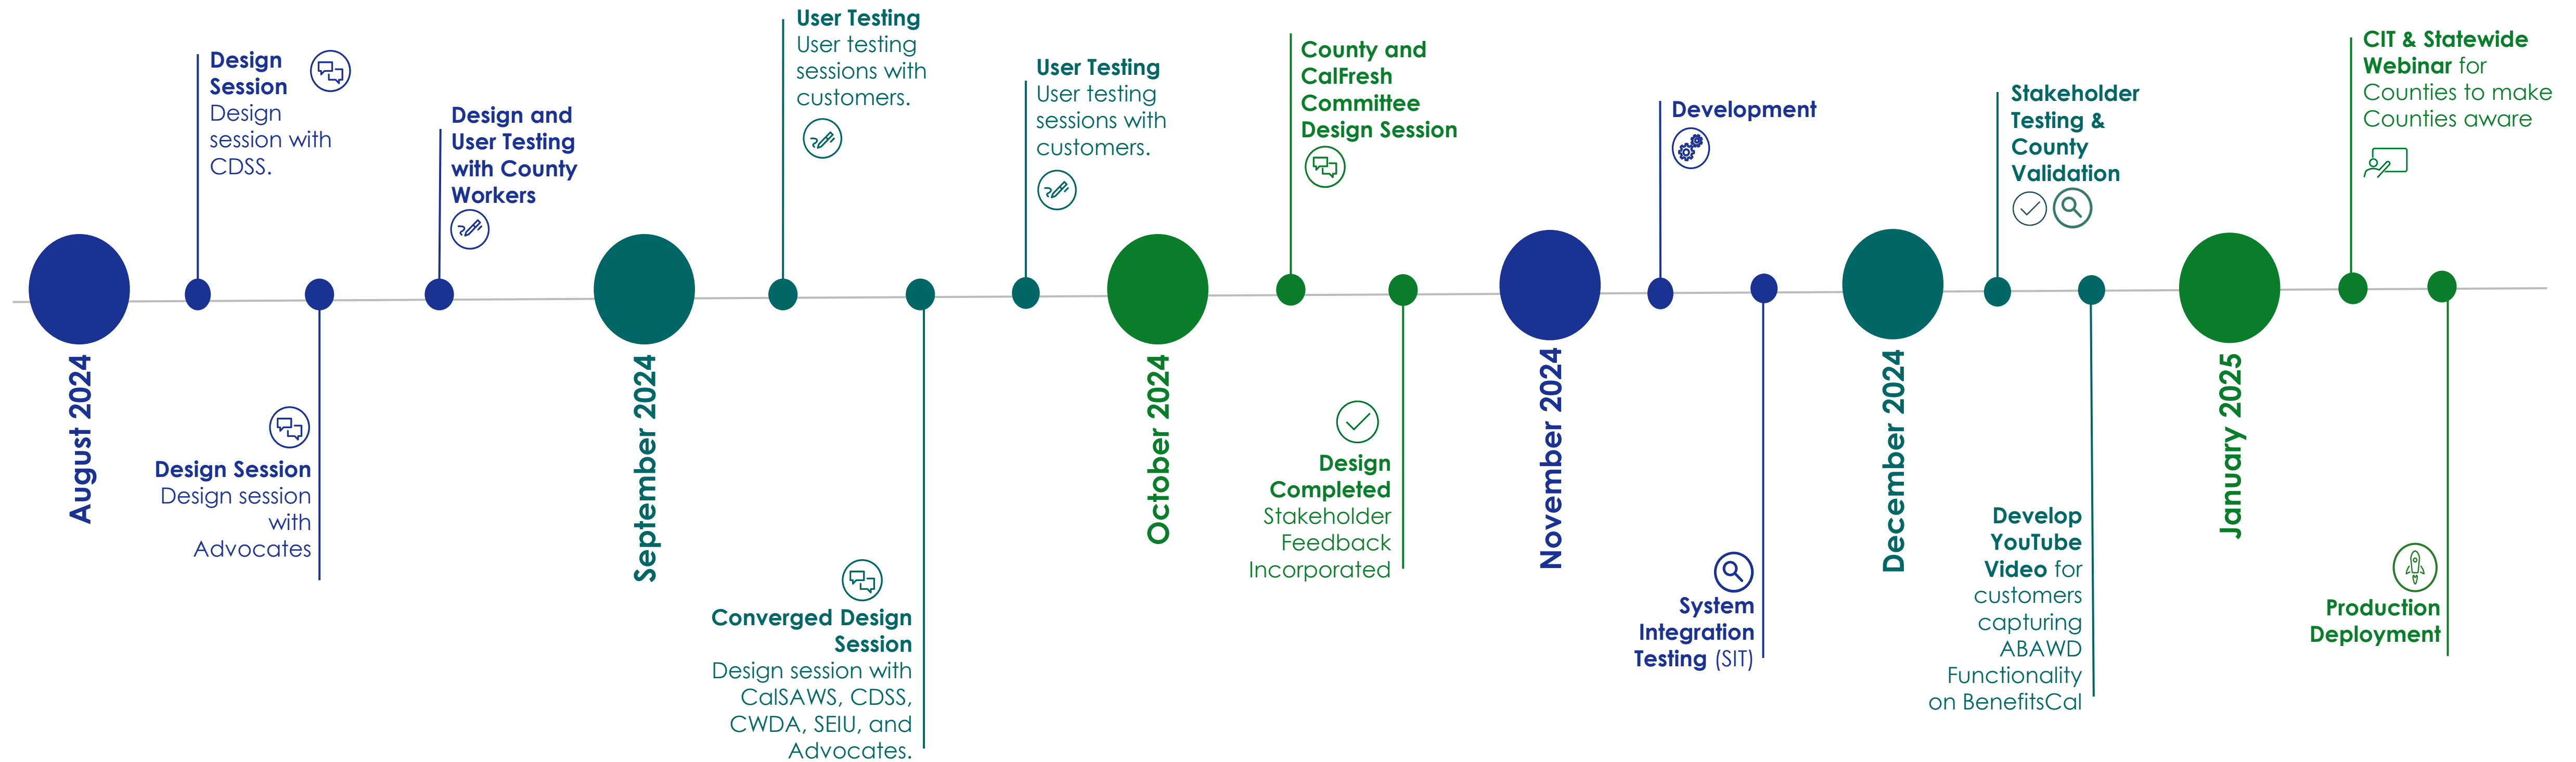 August 2024
Design
Session
Design
session with
CDSS.
Design Session
Design session
with
Advocates
Design and
User Testing
with County
Workers
September 2024
User Testing
User testing
sessions with
customers.
Converged Design
Session
Design session with
CalSAWS, CDSS,
CWDA, SEIU, and
Advocates.
User Testing
User testing
sessions with
customers.
October 2024
County and
CalFresh
Committee
Design Session
Design
Completed
Stakeholder
Feedback
Incorporated
November 2024
Development
System
Integration
Testing (SIT)
December 2024
Stakeholder
Testing &
County
Validation
Develop
YouTube
Video for
customers
capturing
ABAWD
Functionality
on BenefitsCal
January 2025
CIT & Statewide
Webinar for
Counties to make
Counties aware
Production
Deployment